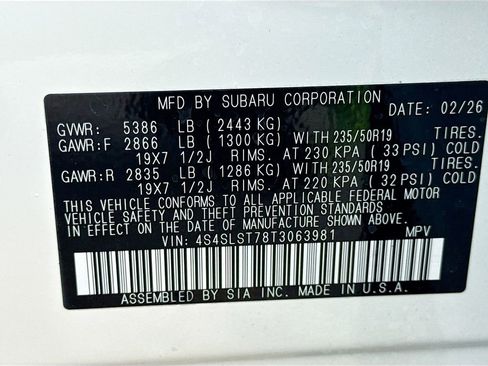 MFD BY SUBARU CORPORATION
DATE: 02/26
GVWR: 5386 LB (2443 KG)
GAWR:F 2866 LB (1300 KG) WITH 235/50R19 TIRES.
19X7 1/2J RIMS. AT 230 KPA (33 PSI) COLD
GAWR:R 2835 LB (1286 KG) WITH 235/50R19 TIRES.
19X7 1/2J RIMS. AT 220 KPA (32 PSI) COLD
THIS VEHICLE CONFORMS TO ALL APPLICABLE FEDERAL MOTOR
VEHICLE SAFETY AND THEFT PREVENTION STANDARDS
IN EFFECT ON THE DATE OF MANUFACTURE SHOWN ABOVE.
VIN: 4S4SLST78T3063981 MPV
ASSEMBLED BY SIA INC. MADE IN U.S.A.